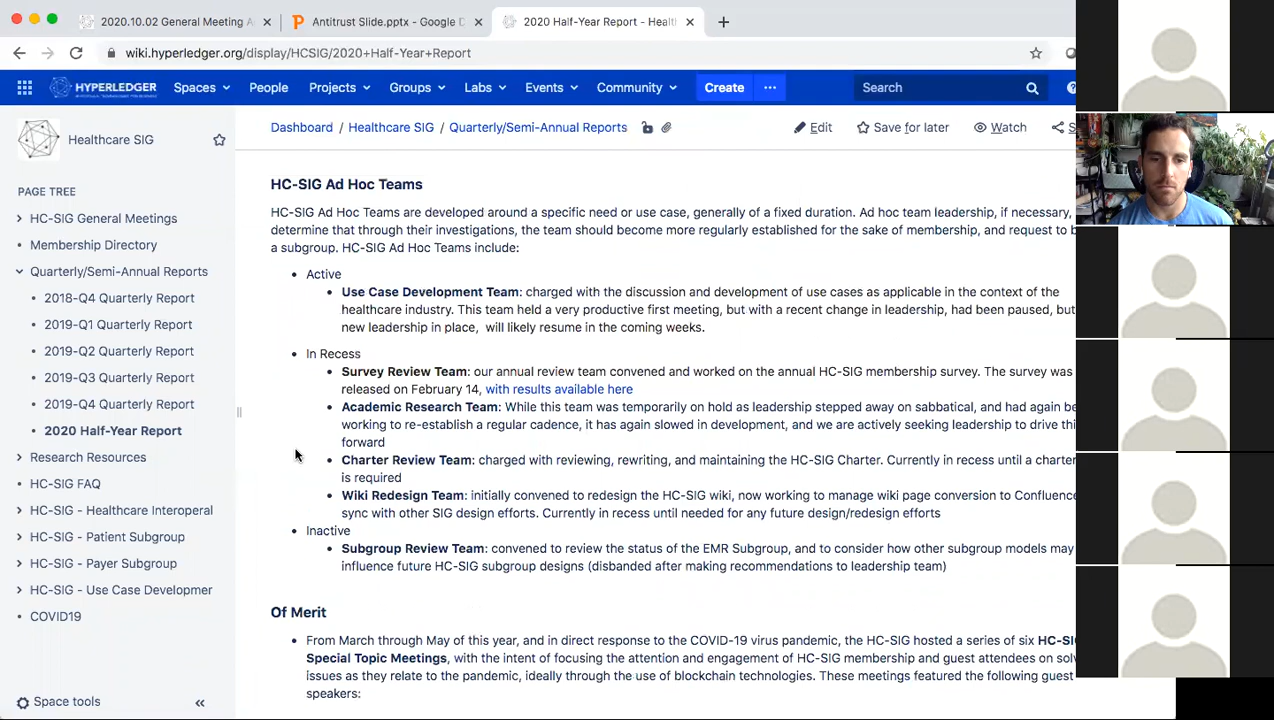 2020.10.02 General Meeting A
Antitrust Slide.pptx - Google D
2020 Half-Year Report - Healt
wiki.hyperledger.org/display/HCSIG/2020+Half-Year+Report
HYPERLEDGER
Spaces
People
Projects
Groups
Labs
Events
Community
Create
Search
Healthcare SIG
Dashboard / Healthcare SIG / Quarterly/Semi-Annual Reports
Edit
Save for later
Watch
S
PAGE TREE
HC-SIG General Meetings
Membership Directory
Quarterly/Semi-Annual Reports
2018-Q4 Quarterly Report
2019-Q1 Quarterly Report
2019-Q2 Quarterly Report
2019-Q3 Quarterly Report
2019-Q4 Quarterly Report
2020 Half-Year Report
Research Resources
HC-SIG FAQ
HC-SIG - Healthcare Interoperal
HC-SIG - Patient Subgroup
HC-SIG - Payer Subgroup
HC-SIG - Use Case Developmer
COVID19
Space tools
HC-SIG Ad Hoc Teams
HC-SIG Ad Hoc Teams are developed around a specific need or use case, generally of a fixed duration. Ad hoc team leadership, if necessary,
determine that through their investigations, the team should become more regularly established for the sake of membership, and request to b
a subgroup. HC-SIG Ad Hoc Teams include:
• Active
• Use Case Development Team: charged with the discussion and development of use cases as applicable in the context of the
healthcare industry. This team held a very productive first meeting, but with a recent change in leadership, had been paused, but
new leadership in place, will likely resume in the coming weeks.
• In Recess
• Survey Review Team: our annual review team convened and worked on the annual HC-SIG membership survey. The survey was
released on February 14, with results available here
• Academic Research Team: While this team was temporarily on hold as leadership stepped away on sabbatical, and had again be
working to re-establish a regular cadence, it has again slowed in development, and we are actively seeking leadership to drive thi
forward
• Charter Review Team: charged with reviewing, rewriting, and maintaining the HC-SIG Charter. Currently in recess until a charter
is required
• Wiki Redesign Team: initially convened to redesign the HC-SIG wiki, now working to manage wiki page conversion to Confluence
sync with other SIG design efforts. Currently in recess until needed for any future design/redesign efforts
• Inactive
• Subgroup Review Team: convened to review the status of the EMR Subgroup, and to consider how other subgroup models may
influence future HC-SIG subgroup designs (disbanded after making recommendations to leadership team)
Of Merit
• From March through May of this year, and in direct response to the COVID-19 virus pandemic, the HC-SIG hosted a series of six HC-SI
Special Topic Meetings, with the intent of focusing the attention and engagement of HC-SIG membership and guest attendees on solv
issues as they relate to the pandemic, ideally through the use of blockchain technologies. These meetings featured the following guest
speakers: